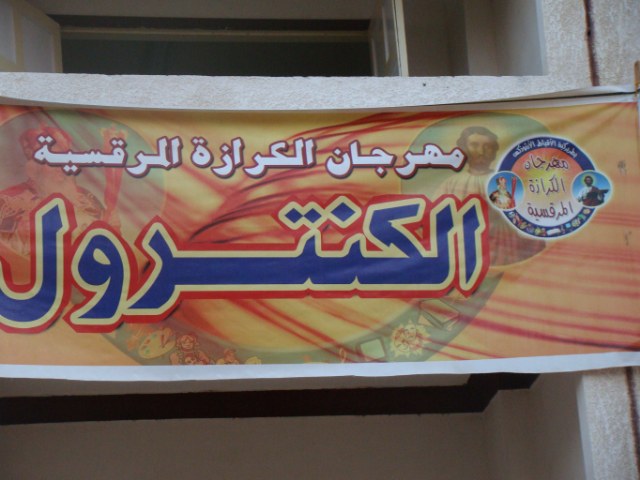 مهرجان الكرازة المرقسية
الكنترول
مهرجان
الكرازة
المرقسية